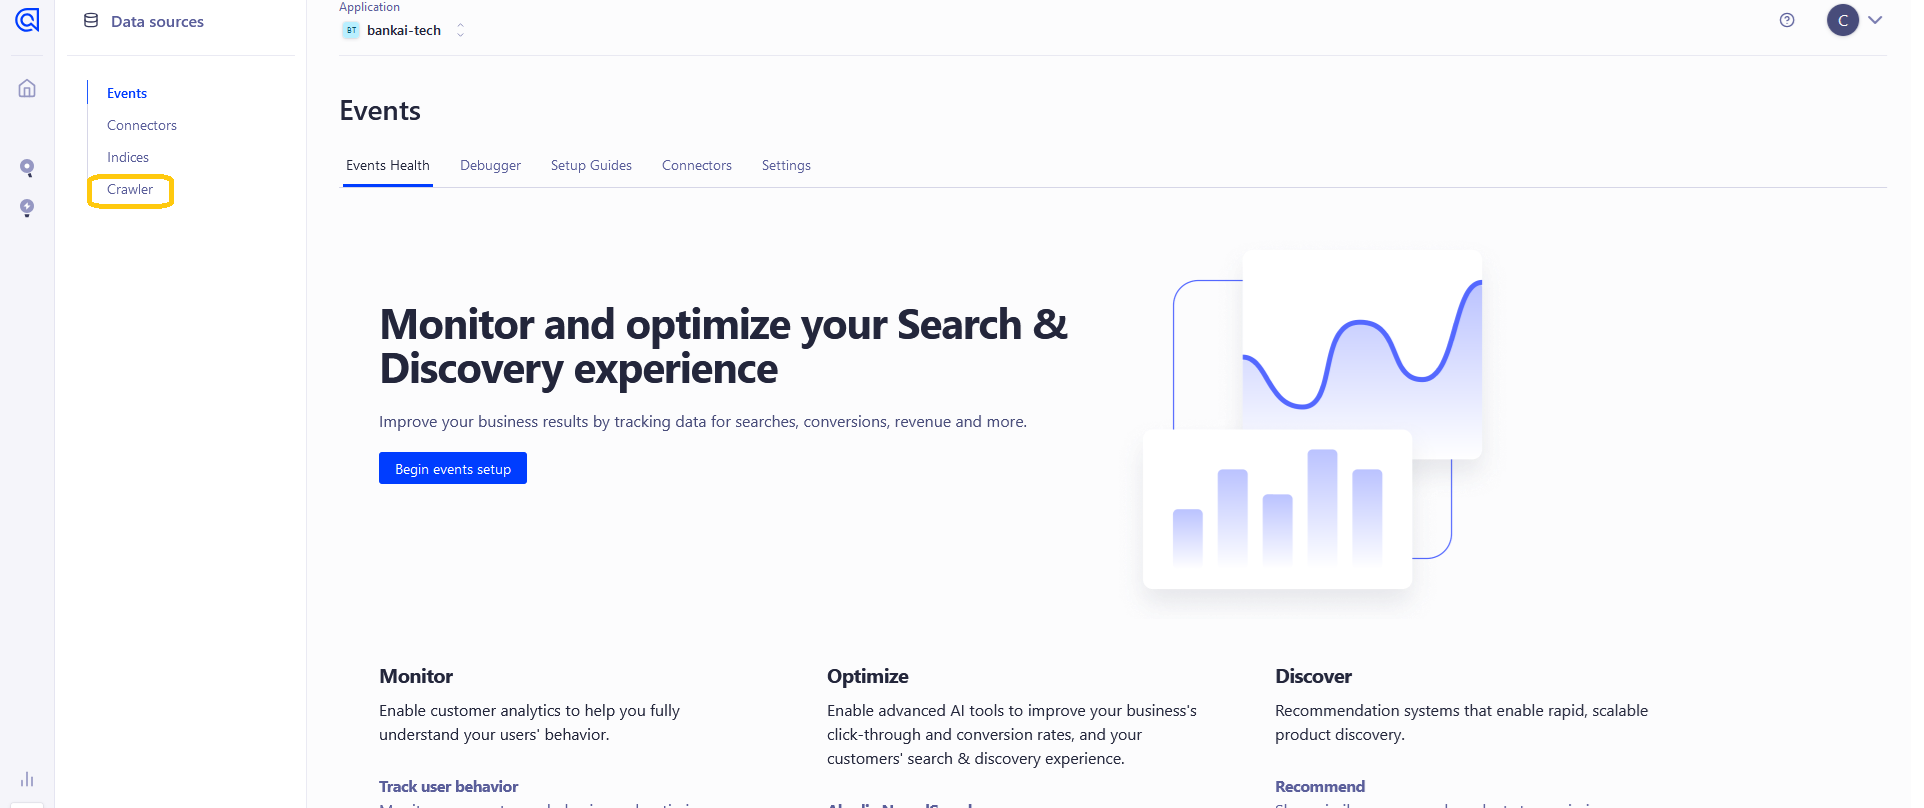 Data sources
Events
Connectors
Indices
Crawler
Application
BT bankai-tech
C
Events
Events Health Debugger Setup Guides Connectors Settings
Monitor and optimize your Search &
Discovery experience
Improve your business results by tracking data for searches, conversions, revenue and more.
Begin events setup
Monitor
Enable customer analytics to help you fully
understand your users' behavior.
Track user behavior
Optimize
Enable advanced AI tools to improve your business's
click-through and conversion rates, and your
customers' search & discovery experience.
Discover
Recommendation systems that enable rapid, scalable
product discovery.
Recommend